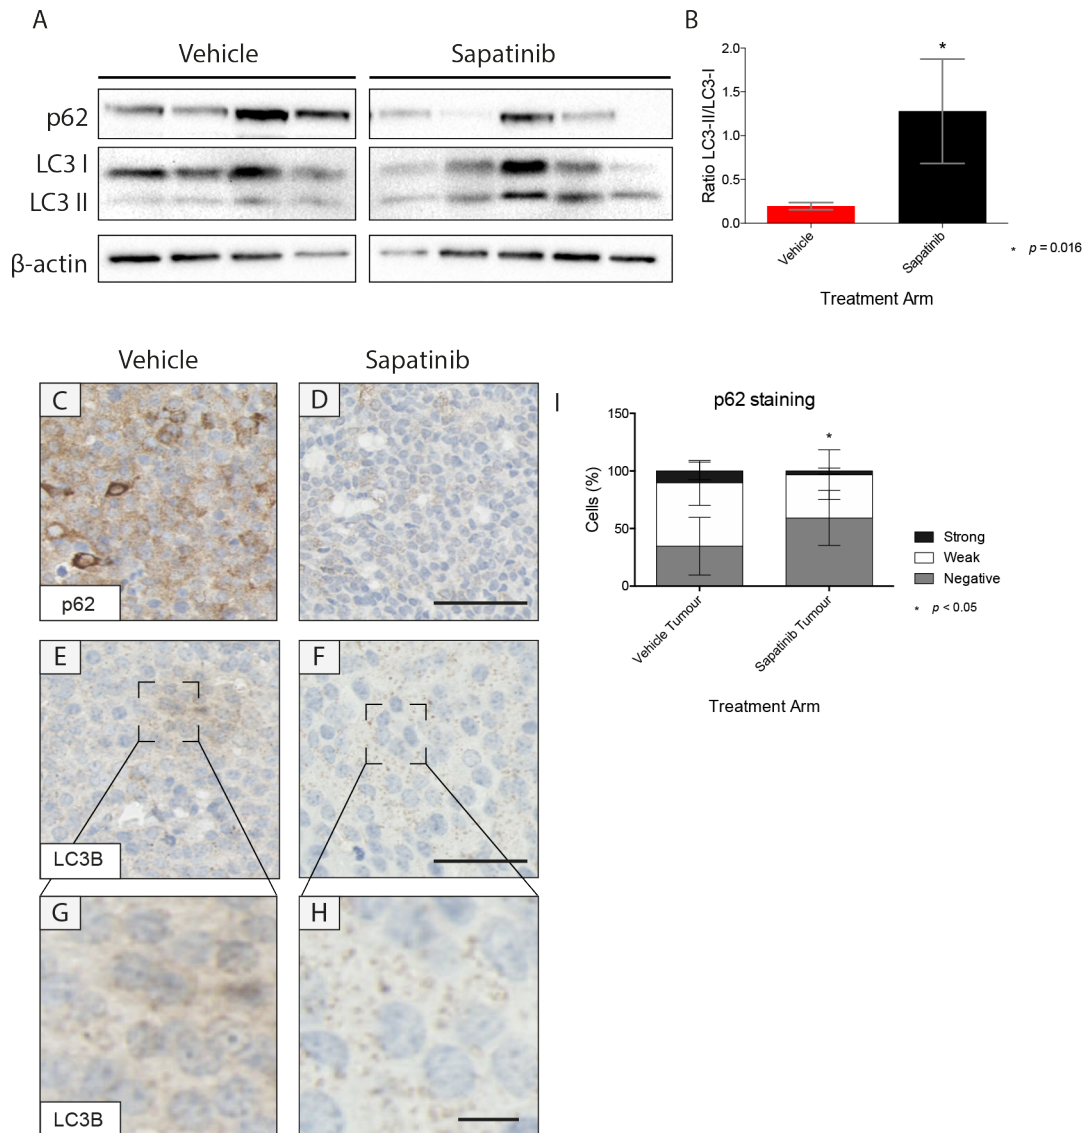 A
Vehicle
Sapatinib
p62
LC3 I
LC3 II
β-actin
B
2.0
1.5
1.0
0.5
0.0
Ratio LC3-II/LC3-I
*
Vehicle
Sapatinib
Treatment Arm
* p = 0.016
Vehicle
Sapatinib
C
p62
D
E
LC3B
F
G
LC3B
H
I
p62 staining
150
100
50
0
Cells (%)
*
Vehicle Tumour
Sapatinib Tumour
Treatment Arm
Strong
Weak
Negative
* p < 0.05